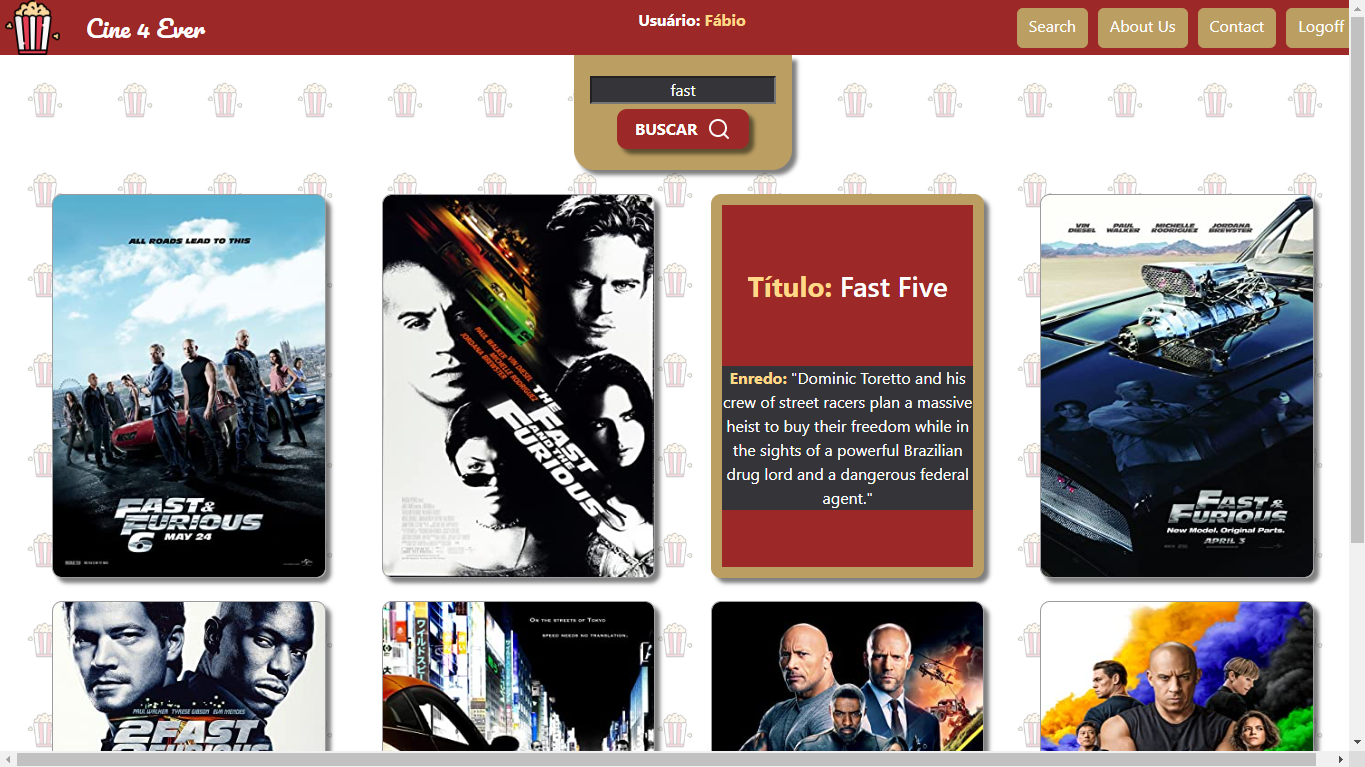 Cine 4 Ever
Usuário: Fábio
Search
About Us
Contact
Logoff
fast
BUSCAR
ALL ROADS LEAD TO THIS
FAST &
FURIOUS
6 MAY 24
PAUL WALKER VIN DIESEL
MICHELLE RODRIGUEZ
JORDANA BREWSTER
THE
FAST
AND THE
FURIOUS
Título: Fast Five
Enredo: "Dominic Toretto and his
crew of street racers plan a massive
heist to buy their freedom while in
the sights of a powerful Brazilian
drug lord and a dangerous federal
agent."
VIN DIESEL PAUL WALKER MICHELLE RODRIGUEZ JORDANA BREWSTER
FAST &
FURIOUS
New Model. Original Parts.
APRIL 3
PAUL WALKER TYRESE GIBSON EVA MENDES
2 FAST
ON THE STREETS OF TOKYO
SPEED NEEDS NO TRANSLATION.